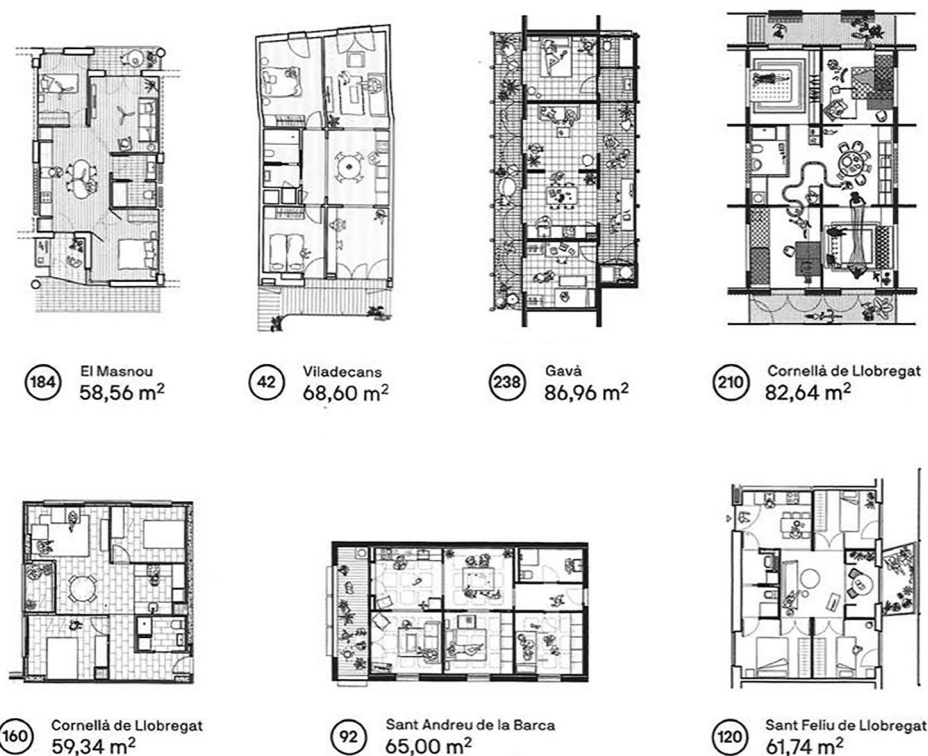 184 El Masnou
58,56 m²
42 Viladecans
68,60 m²
238 Gavà
86,96 m²
210 Cornellà de Llobregat
82,64 m²
160 Cornellà de Llobregat
59,34 m²
92 Sant Andreu de la Barca
65,00 m²
120 Sant Feliu de Llobregat
61,74 m²